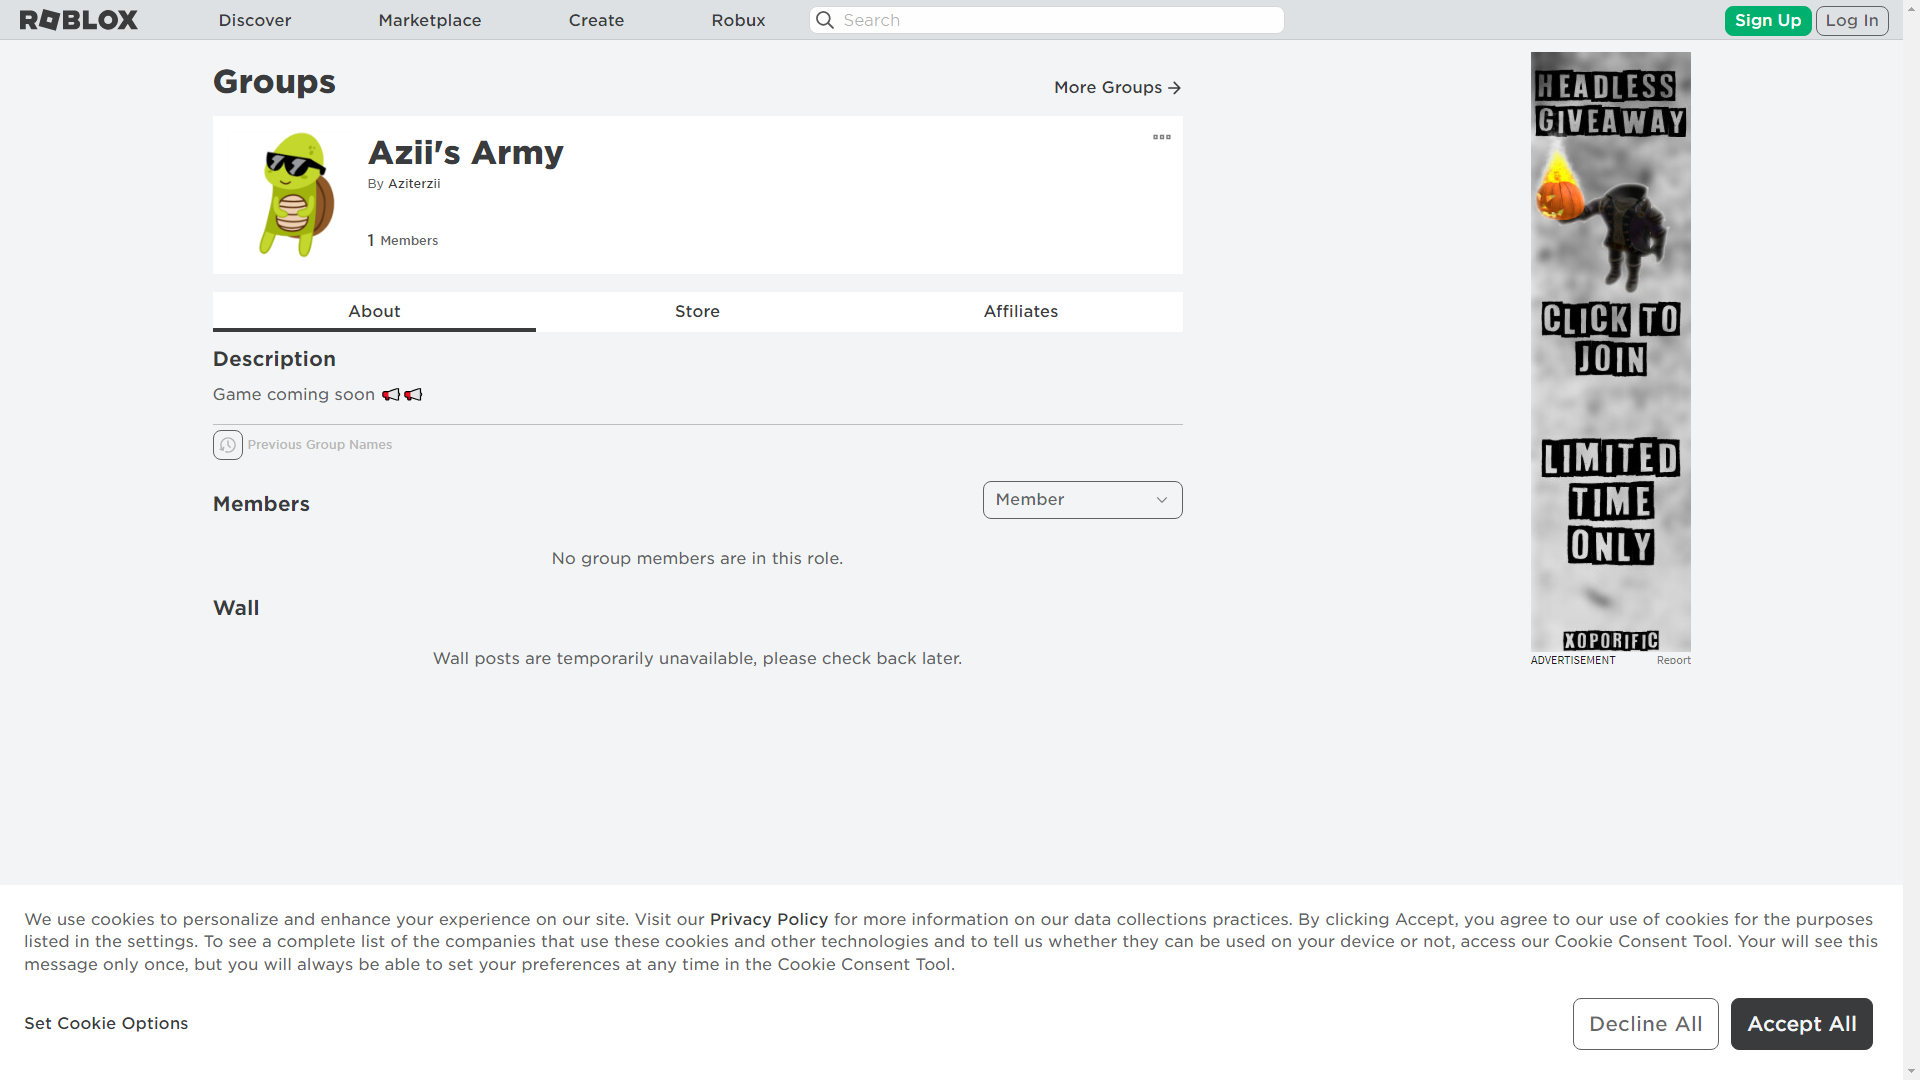 ROBLOX Discover Marketplace Create Robux Search Sign Up Log In
Groups
More Groups
Azii's Army
By Aziterzii
1 Members
About Store Affiliates
Description
Game coming soon
Previous Group Names
Members
Member
No group members are in this role.
Wall
Wall posts are temporarily unavailable, please check back later.
HEADLESS
GIVEAWAY
CLICK TO
JOIN
LIMITED
TIME
ONLY
XOPORIFIC
ADVERTISEMENT Report
We use cookies to personalize and enhance your experience on our site. Visit our Privacy Policy for more information on our data collections practices. By clicking Accept, you agree to our use of cookies for the purposes
listed in the settings. To see a complete list of the companies that use these cookies and other technologies and to tell us whether they can be used on your device or not, access our Cookie Consent Tool. Your will see this
message only once, but you will always be able to set your preferences at any time in the Cookie Consent Tool.
Set Cookie Options
Decline All
Accept All